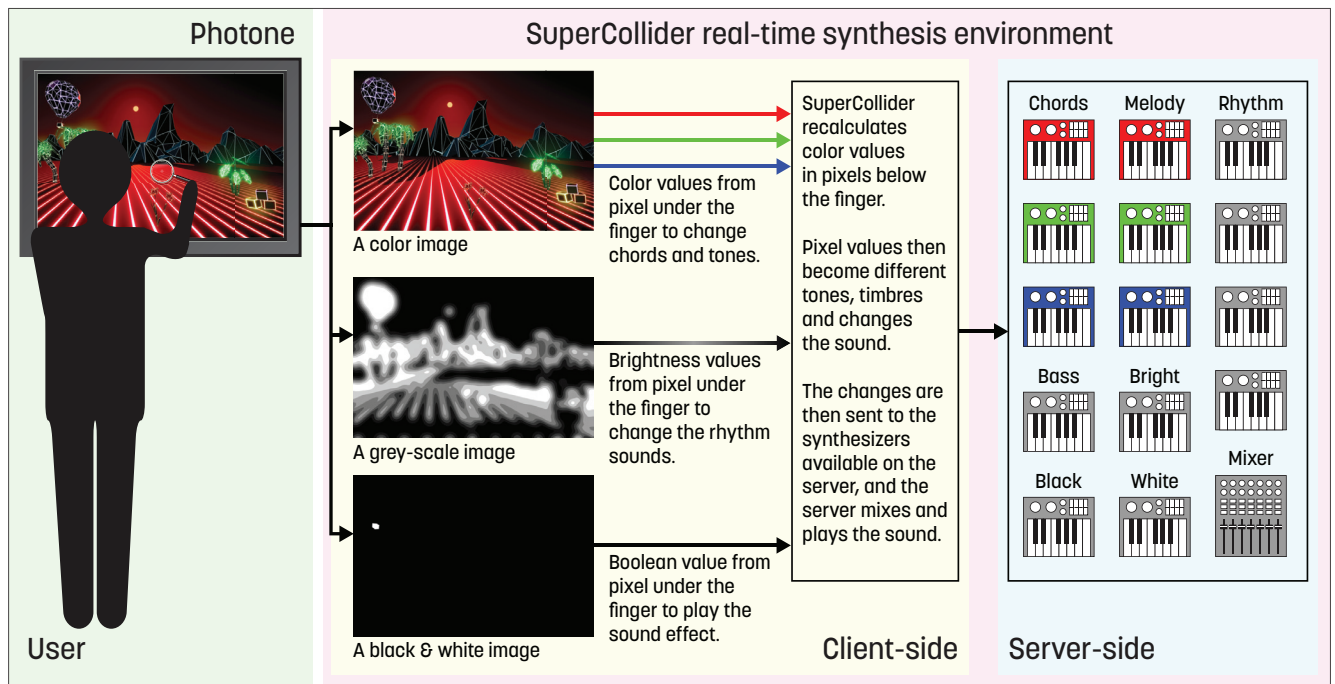 Photone
SuperCollider real-time synthesis environment
User
A color image
Color values from
pixel under the
finger to change
chords and tones.
A grey-scale image
Brightness values
from pixel under
the finger to
change the rhythm
sounds.
A black & white image
Boolean value from
pixel under the
finger to play the
sound effect.
SuperCollider
recalculates
color values
in pixels below
the finger.
Pixel values then
become different
tones, timbres
and changes
the sound.
The changes are
then sent to the
synthesizers
available on the
server, and the
server mixes and
plays the sound.
Client-side
Chords
Melody
Rhythm
Bass
Bright
Black
White
Mixer
Server-side